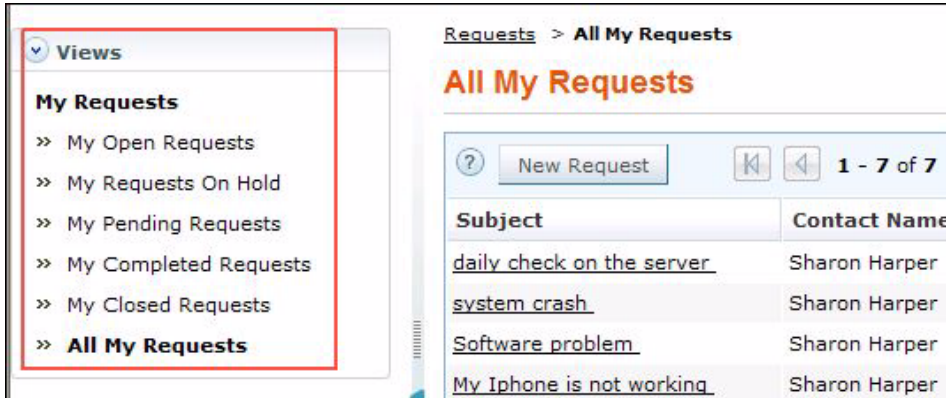 Views
My Requests
» My Open Requests
» My Requests On Hold
» My Pending Requests
» My Completed Requests
» My Closed Requests
» All My Requests
Requests > All My Requests
All My Requests
? New Request 1 - 7 of 7
Subject Contact Name
daily check on the server Sharon Harper
system crash Sharon Harper
Software problem Sharon Harper
My Iphone is not working Sharon Harper